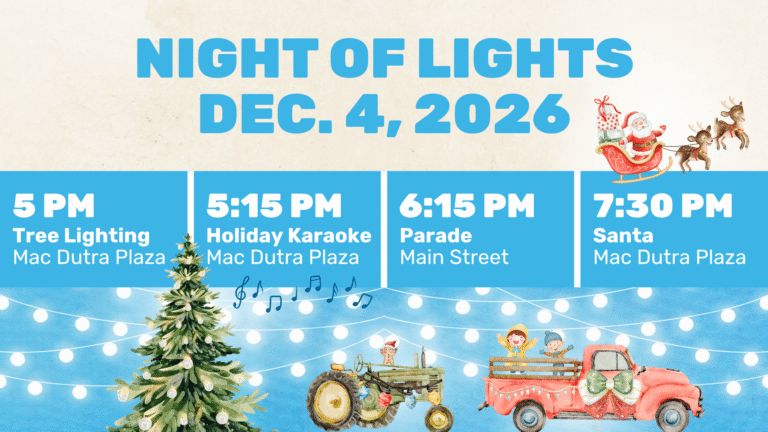 NIGHT OF LIGHTS
DEC. 4, 2026
5 PM
Tree Lighting
Mac Dutra Plaza
5:15 PM
Holiday Karaoke
Mac Dutra Plaza
6:15 PM
Parade
Main Street
7:30 PM
Santa
Mac Dutra Plaza